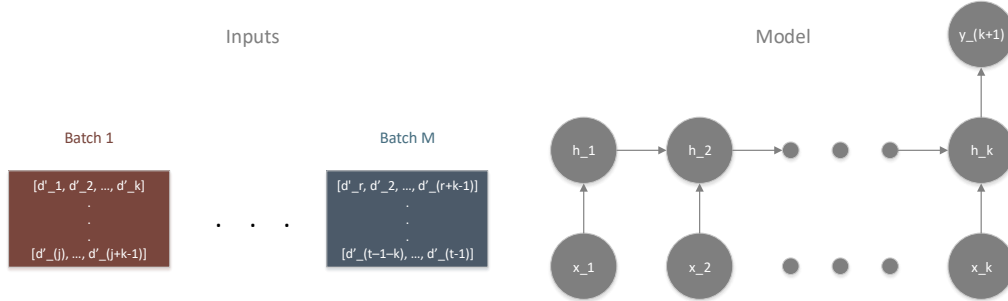 Inputs
Model
y_(k+1)
Batch 1
Batch M
h_1
h_2
h_k
[d'_1, d'_2, ..., d'_k]
.
.
.
[d'_(j), ..., d'_(j+k-1)]
. . .
[d'_r, d'_2, ..., d'_(r+k-1)]
.
.
.
[d'_(t–1–k), ..., d'_(t-1)]
x_1
x_2
x_k